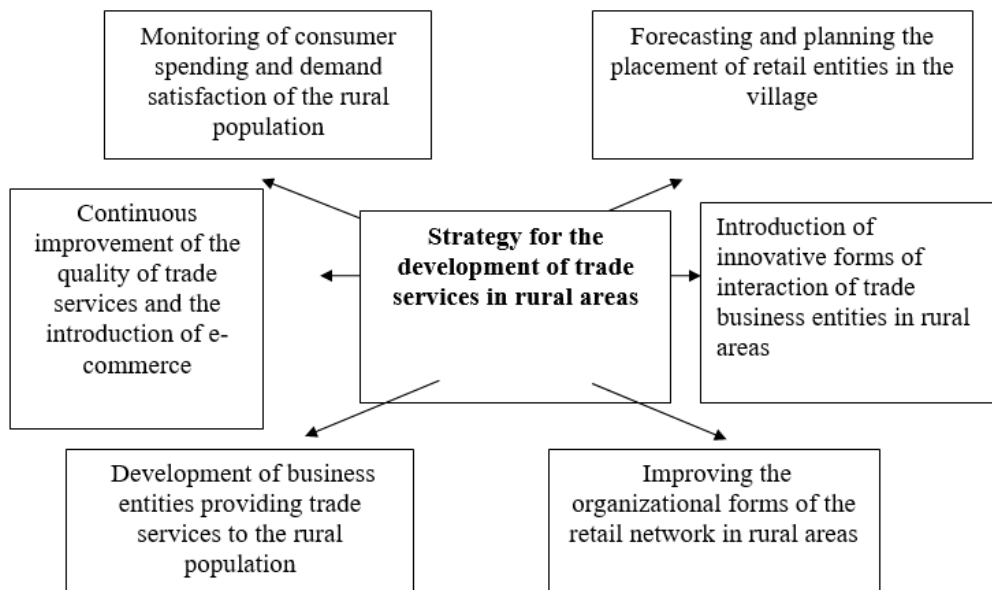 Monitoring of consumer
spending and demand
satisfaction of the rural
population
Forecasting and planning the
placement of retail entities in the
village
Continuous
improvement of the
quality of trade
services and the
introduction of e-
commerce
Strategy for the
development of trade
services in rural areas
Introduction of
innovative forms of
interaction of trade
business entities in rural
areas
Development of business
entities providing trade
services to the rural
population
Improving the
organizational forms of
the retail network in rural areas